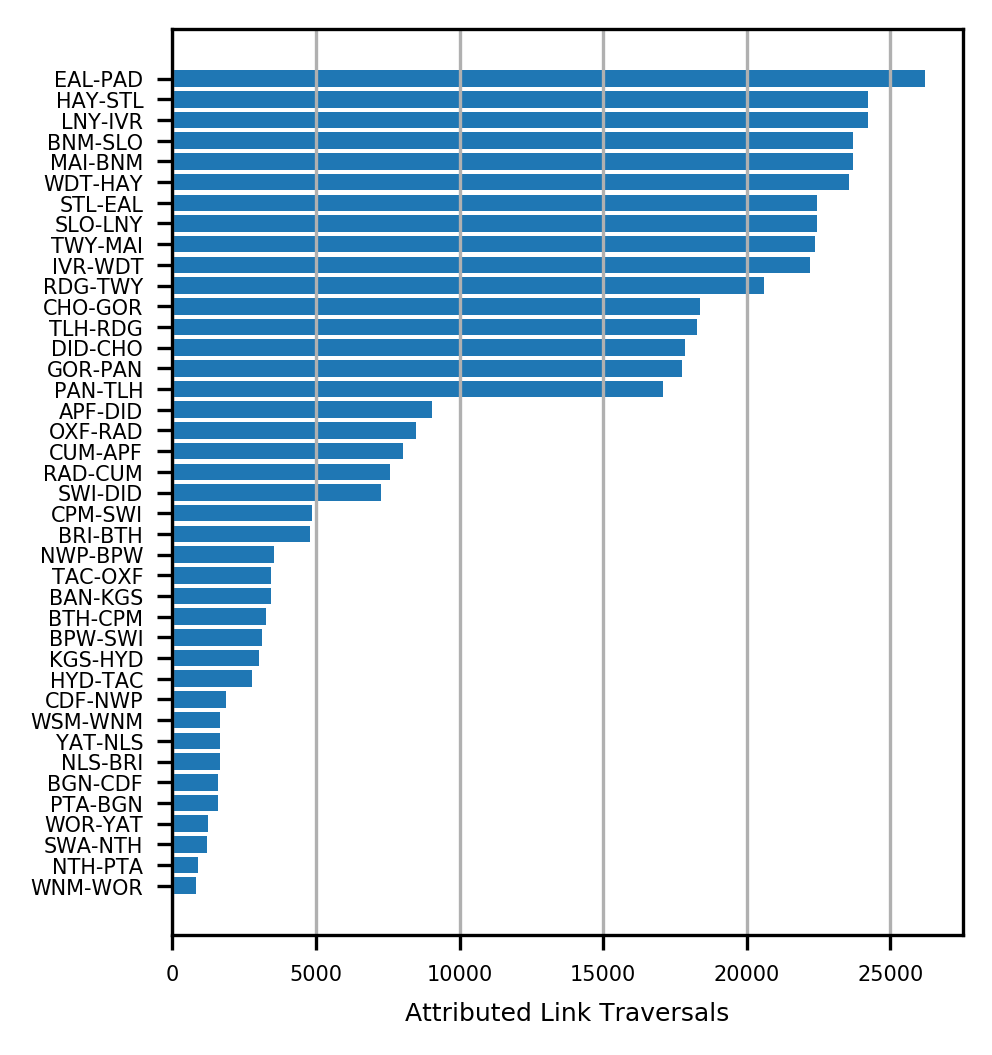 EAL-PAD
HAY-STL
LNY-IVR
BNM-SLO
MAI-BNM
WDT-HAY
STL-EAL
SLO-LNY
TWY-MAI
IVR-WDT
RDG-TWY
CHO-GOR
TLH-RDG
DID-CHO
GOR-PAN
PAN-TLH
APF-DID
OXF-RAD
CUM-APF
RAD-CUM
SWI-DID
CPM-SWI
BRI-BTH
NWP-BPW
TAC-OXF
BAN-KGS
BTH-CPM
BPW-SWI
KGS-HYD
HYD-TAC
CDF-NWP
WSM-WNM
YAT-NLS
NLS-BRI
BGN-CDF
PTA-BGN
WOR-YAT
SWA-NTH
NTH-PTA
WNM-WOR
0 5000 10000 15000 20000 25000
Attributed Link Traversals